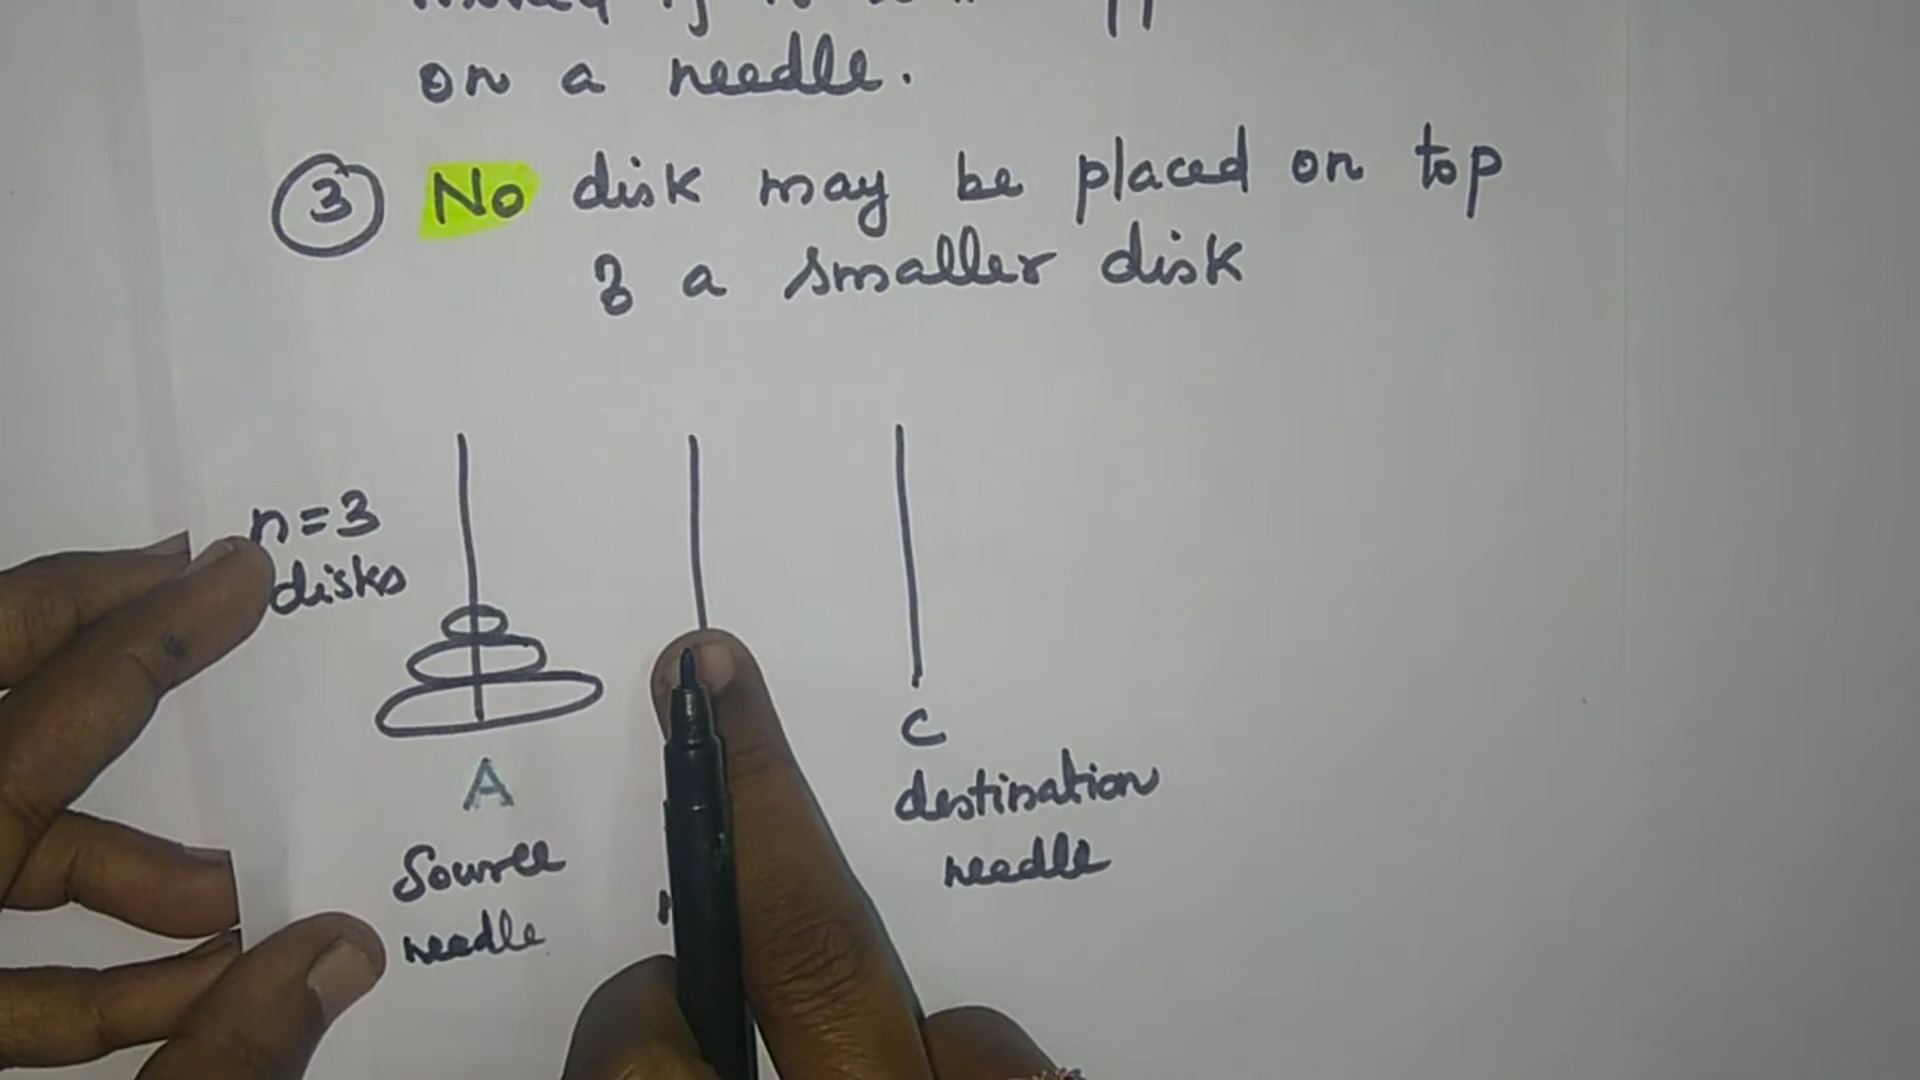 on a needle.
3 No disk may be placed on top
of a smaller disk
n=3
disks
A
Source
needle
C
destination
needle